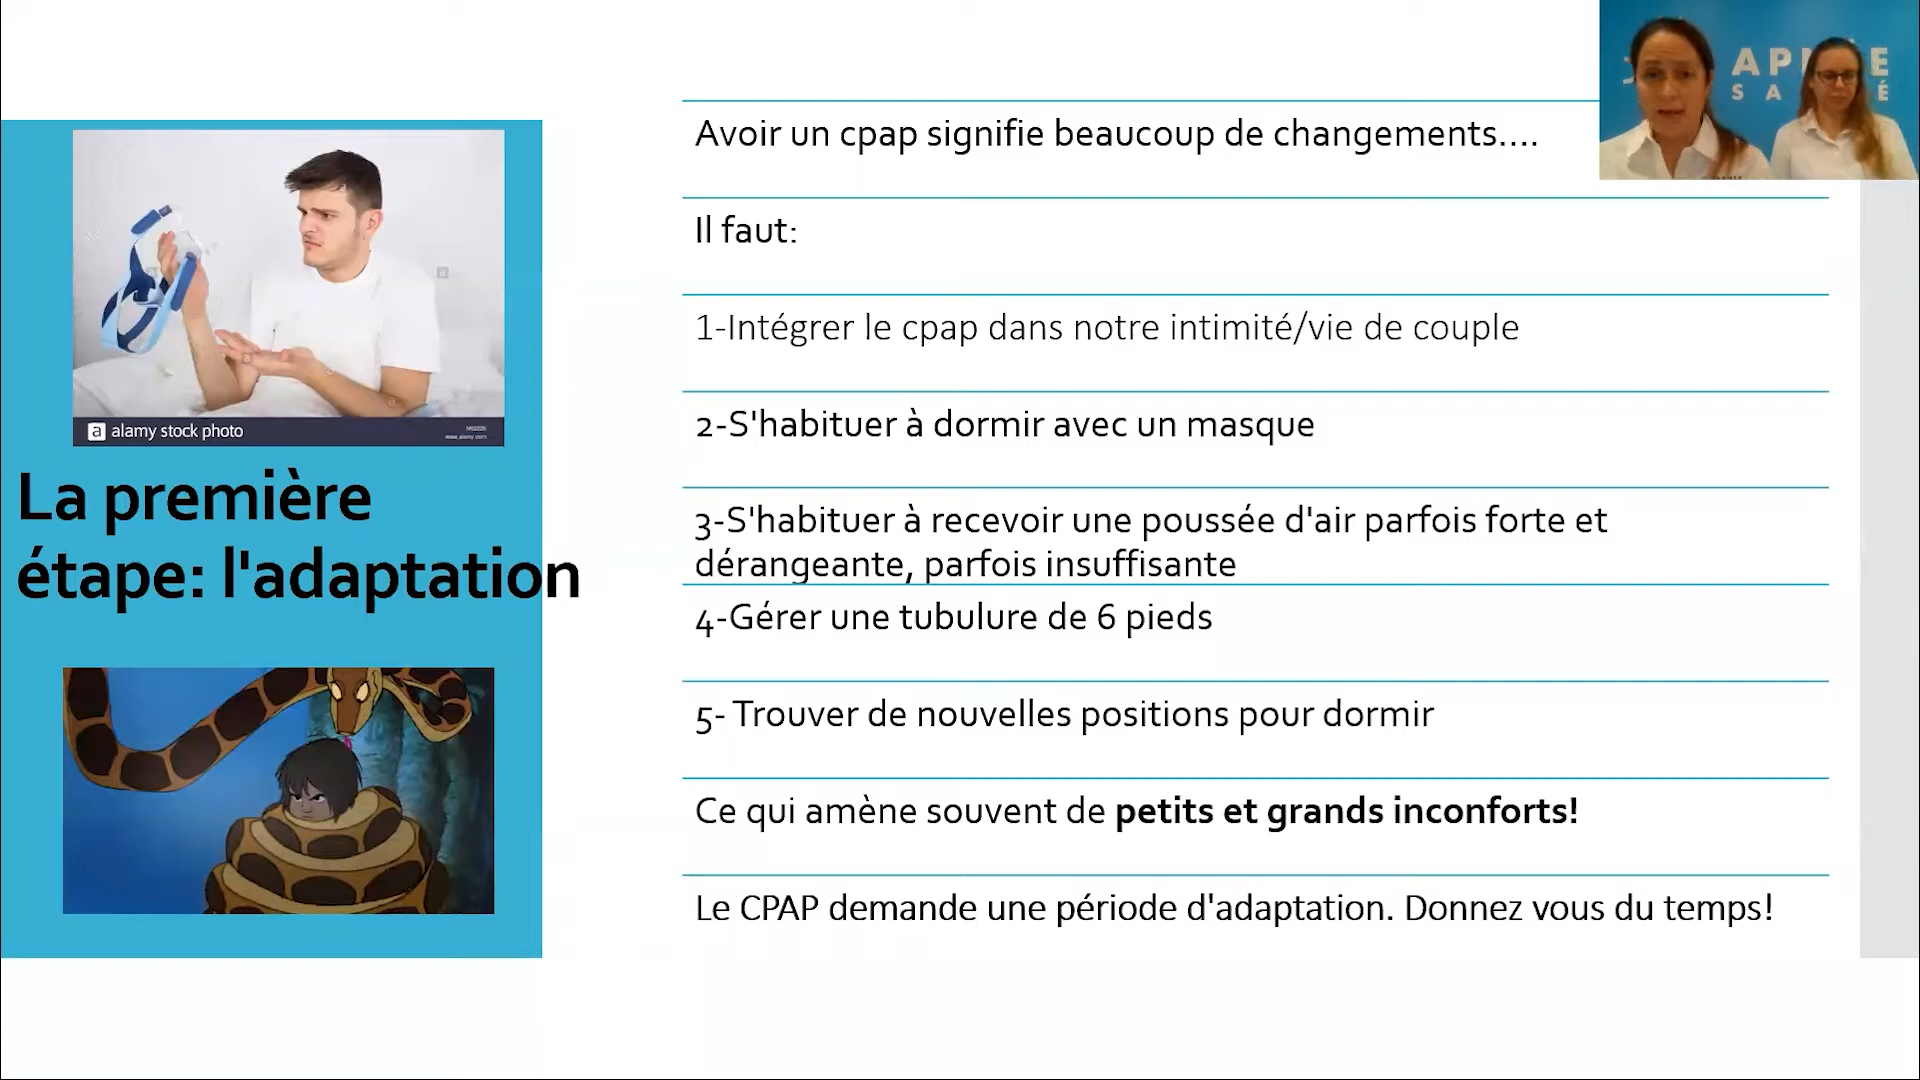 a alamy stock photo
www.alamy.com
La première
étape: l'adaptation
Avoir un cpap signifie beaucoup de changements....
Il faut:
1-Intégrer le cpap dans notre intimité/vie de couple
2-S'habituer à dormir avec un masque
3-S'habituer à recevoir une poussée d'air parfois forte et
dérangeante, parfois insuffisante
4-Gérer une tubulure de 6 pieds
5- Trouver de nouvelles positions pour dormir
Ce qui amène souvent de petits et grands inconforts!
Le CPAP demande une période d'adaptation. Donnez vous du temps!